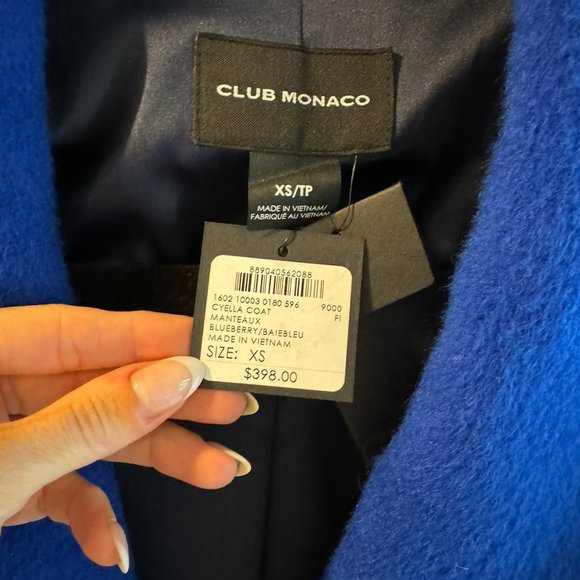 CLUB MONACO
XS/TP
MADE IN VIETNAM/
FABRIQUÉ AU VIETNAM
889040562088
1602 10003 0180 596 9000
CYELLA COAT FI
MANTEAUX
BLUEBERRY/BAIEBLEU
MADE IN VIETNAM
SIZE: XS
$398.00